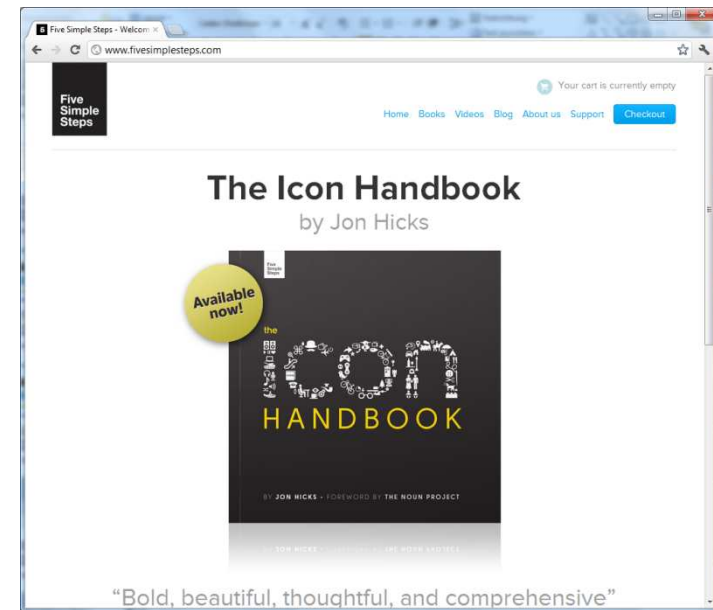 Five Simple Steps - Welcom
www.fivesimplesteps.com
Your cart is currently empty
Five
Simple
Steps
Home Books Videos Blog About us Support Checkout
The Icon Handbook
by Jon Hicks
Five
Simple
Steps
Available
now!
the
icon
HANDBOOK
BY JON HICKS • FOREWORD BY THE NOUN PROJECT
“Bold, beautiful, thoughtful, and comprehensive”